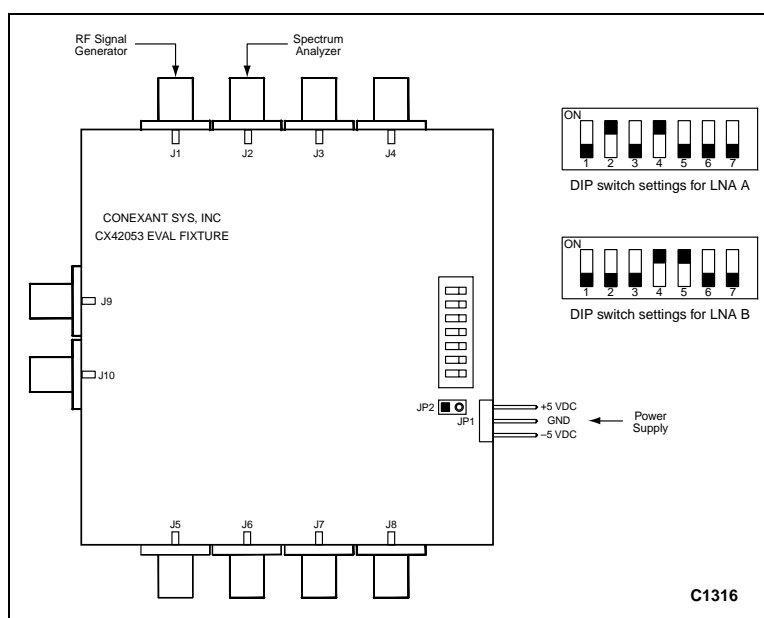 RF Signal
Generator
Spectrum
Analyzer
J1
J2
J3
J4
ON
1 2 3 4 5 6 7
DIP switch settings for LNA A
CONEXANT SYS, INC
CX42053 EVAL FIXTURE
ON
1 2 3 4 5 6 7
DIP switch settings for LNA B
J9
J10
JP2
JP1
+5 VDC
GND
–5 VDC
Power
Supply
J5
J6
J7
J8
C1316